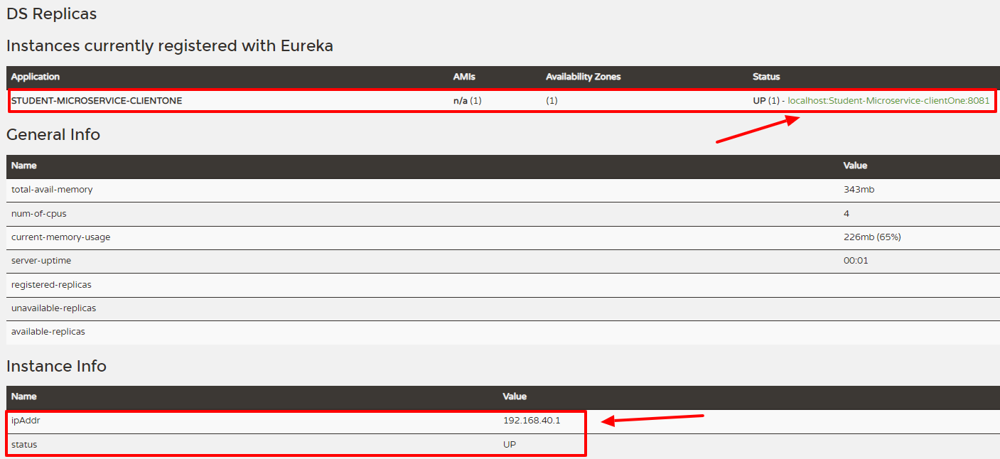 DS Replicas
Instances currently registered with Eureka
Application AMIs Availability Zones Status
STUDENT-MICROSERVICE-CLIENTONE n/a (1) (1) UP (1) - localhost:Student-Microservice-clientOne:8081
General Info
Name Value
total-avail-memory 343mb
num-of-cpus 4
current-memory-usage 226mb (65%)
server-uptime 00:01
registered-replicas
unavailable-replicas
available-replicas
Instance Info
Name Value
ipAddr 192.168.40.1
status UP